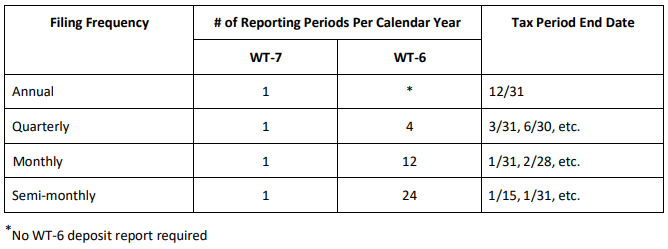 Filing Frequency # of Reporting Periods Per Calendar Year Tax Period End Date
WT-7 WT-6
Annual 1 * 12/31
Quarterly 1 4 3/31, 6/30, etc.
Monthly 1 12 1/31, 2/28, etc.
Semi-monthly 1 24 1/15, 1/31, etc.
*No WT-6 deposit report required